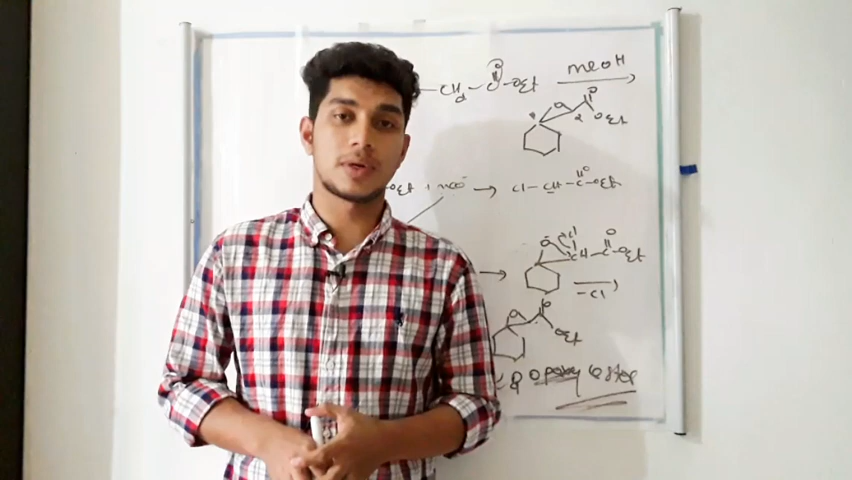 -CH2-C-OEt MeOH
O
O O
α OEt
OEt + MeO → Cl-CH-C-OEt
O
O Cl O
CH-C-OEt
-Cl
O O
OEt
α β epoxy ester